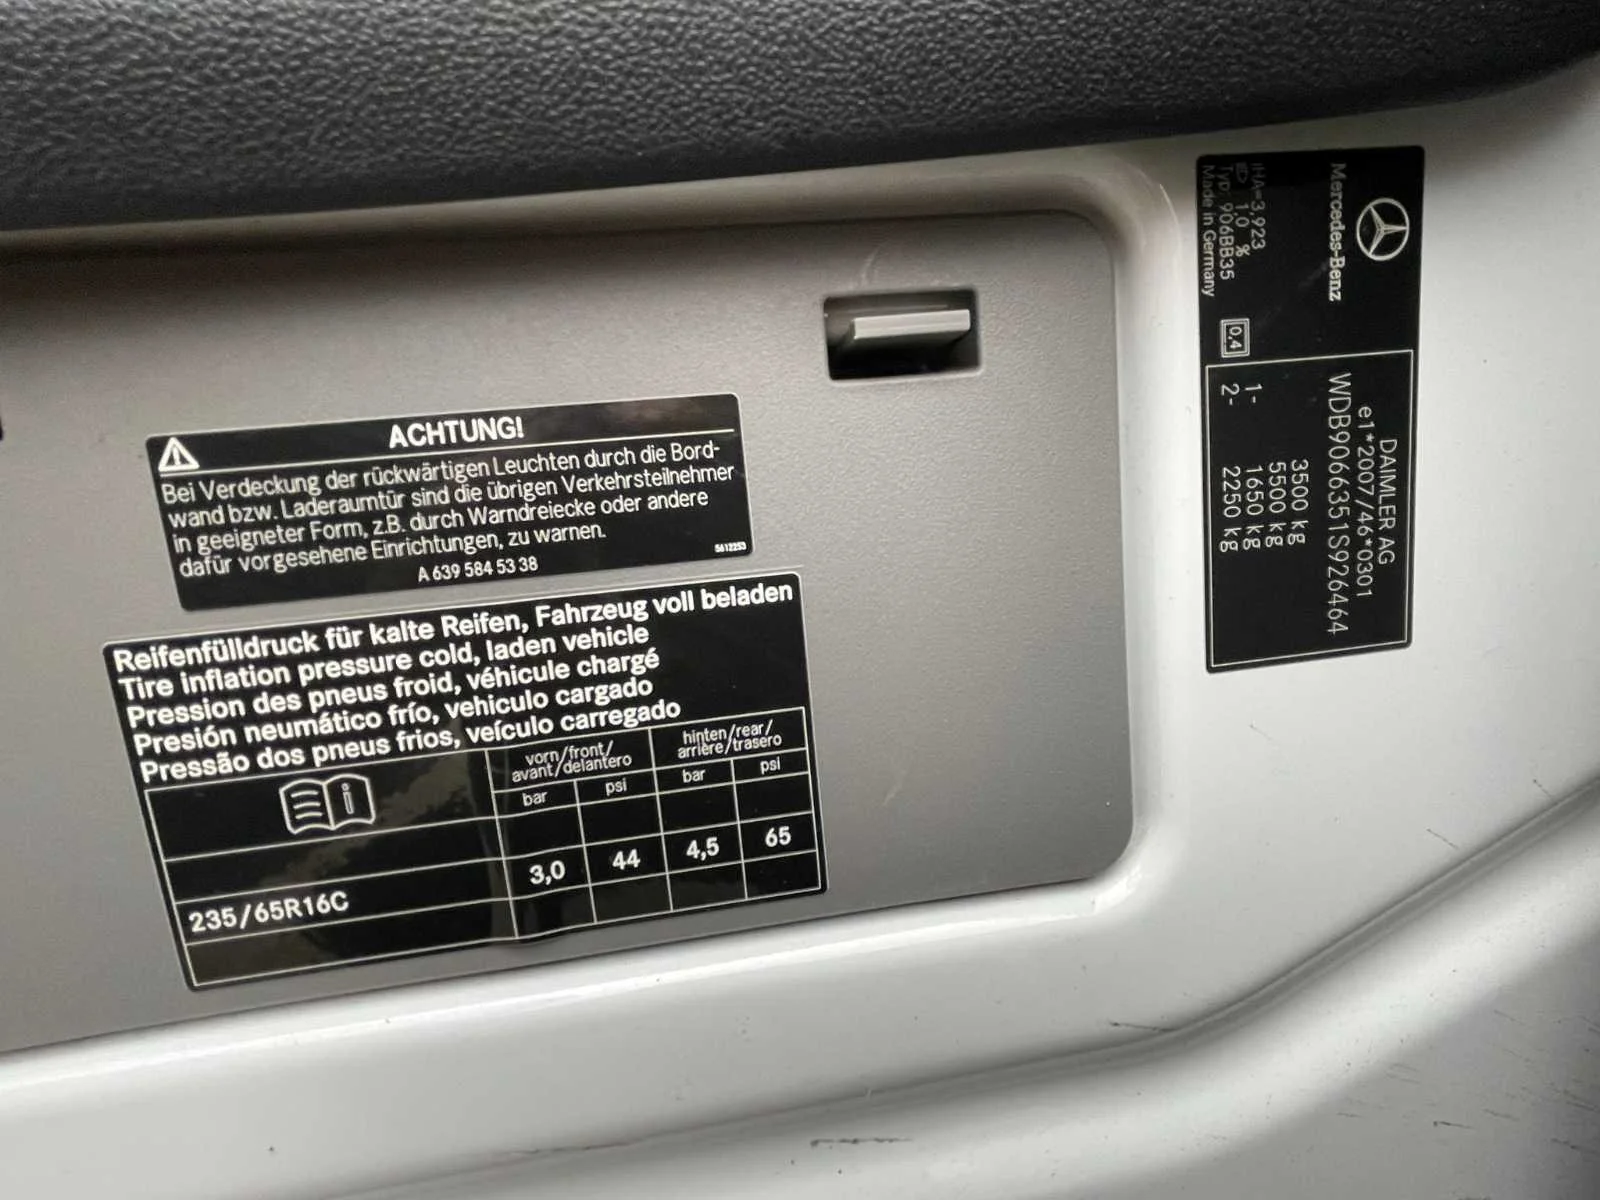 ACHTUNG!
Bei Verdeckung der rückwärtigen Leuchten durch die Bord-
wand bzw. Laderaumtür sind die übrigen Verkehrsteilnehmer
in geeigneter Form, z.B. durch Warndreiecke oder andere
dafür vorgesehene Einrichtungen, zu warnen.
5612253
A 639 584 53 38
Reifenfülldruck für kalte Reifen, Fahrzeug voll beladen
Tire inflation pressure cold, laden vehicle
Pression des pneus froid, véhicule chargé
Presión neumático frío, vehiculo cargado
Pressão dos pneus frios, veículo carregado
vorn/front/ hinten/rear/
avant/delantero arrière/trasero
bar psi bar psi
235/65R16C 3,0 44 4,5 65
Mercedes-Benz
DAIMLER AG
e1*2007/46*0301
WDB9066351S926464
3500 kg
5500 kg
1- 1650 kg
2- 2250 kg
IHA=3,923
1,0 %
Typ: 906BB35
Made in Germany
0.4